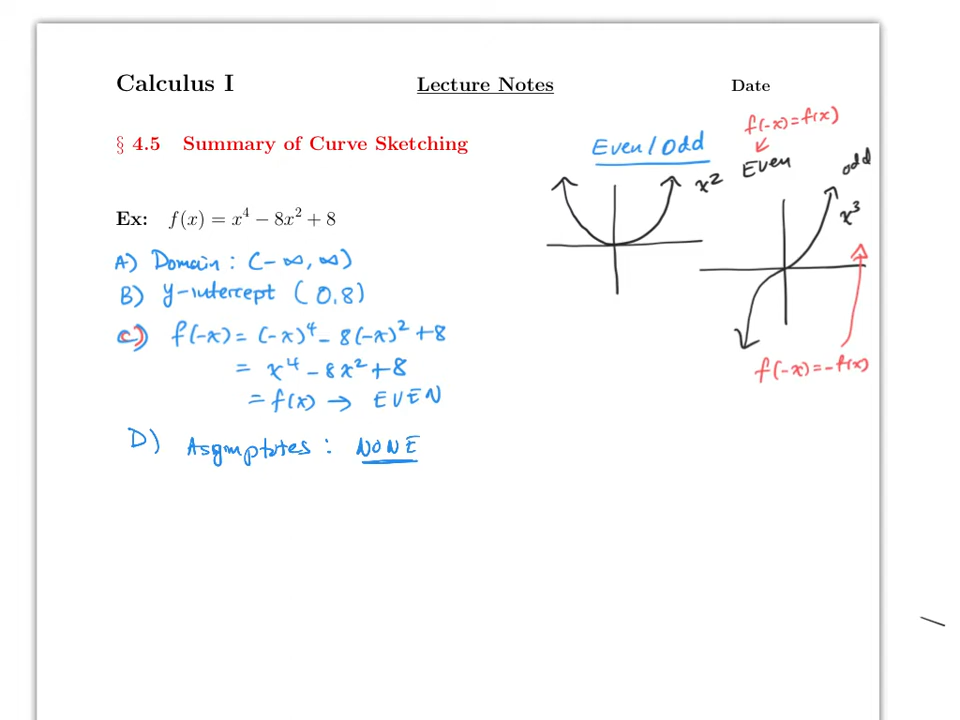 Calculus I Lecture Notes Date
§ 4.5 Summary of Curve Sketching
Ex: f(x) = x⁴ − 8x² + 8
A) Domain : (-∞, ∞)
B) y-intercept ( 0,8)
C) f(-x) = (-x)⁴ - 8(-x)² +8
= x⁴ - 8x² +8
= f(x) → EVEN
D) Asymptotes : NONE
Even/Odd
f(-x) = f(x)
Even
x²
odd
x³
f(-x) = -f(x)